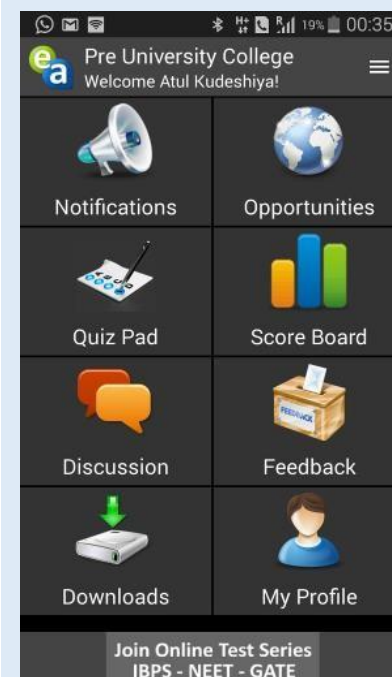 19% 00:35
ea Pre University College
Welcome Atul Kudeshiya!
Notifications Opportunities
Quiz Pad Score Board
FEEDBACK
Discussion Feedback
Downloads My Profile
Join Online Test Series
IBPS - NEET - GATE